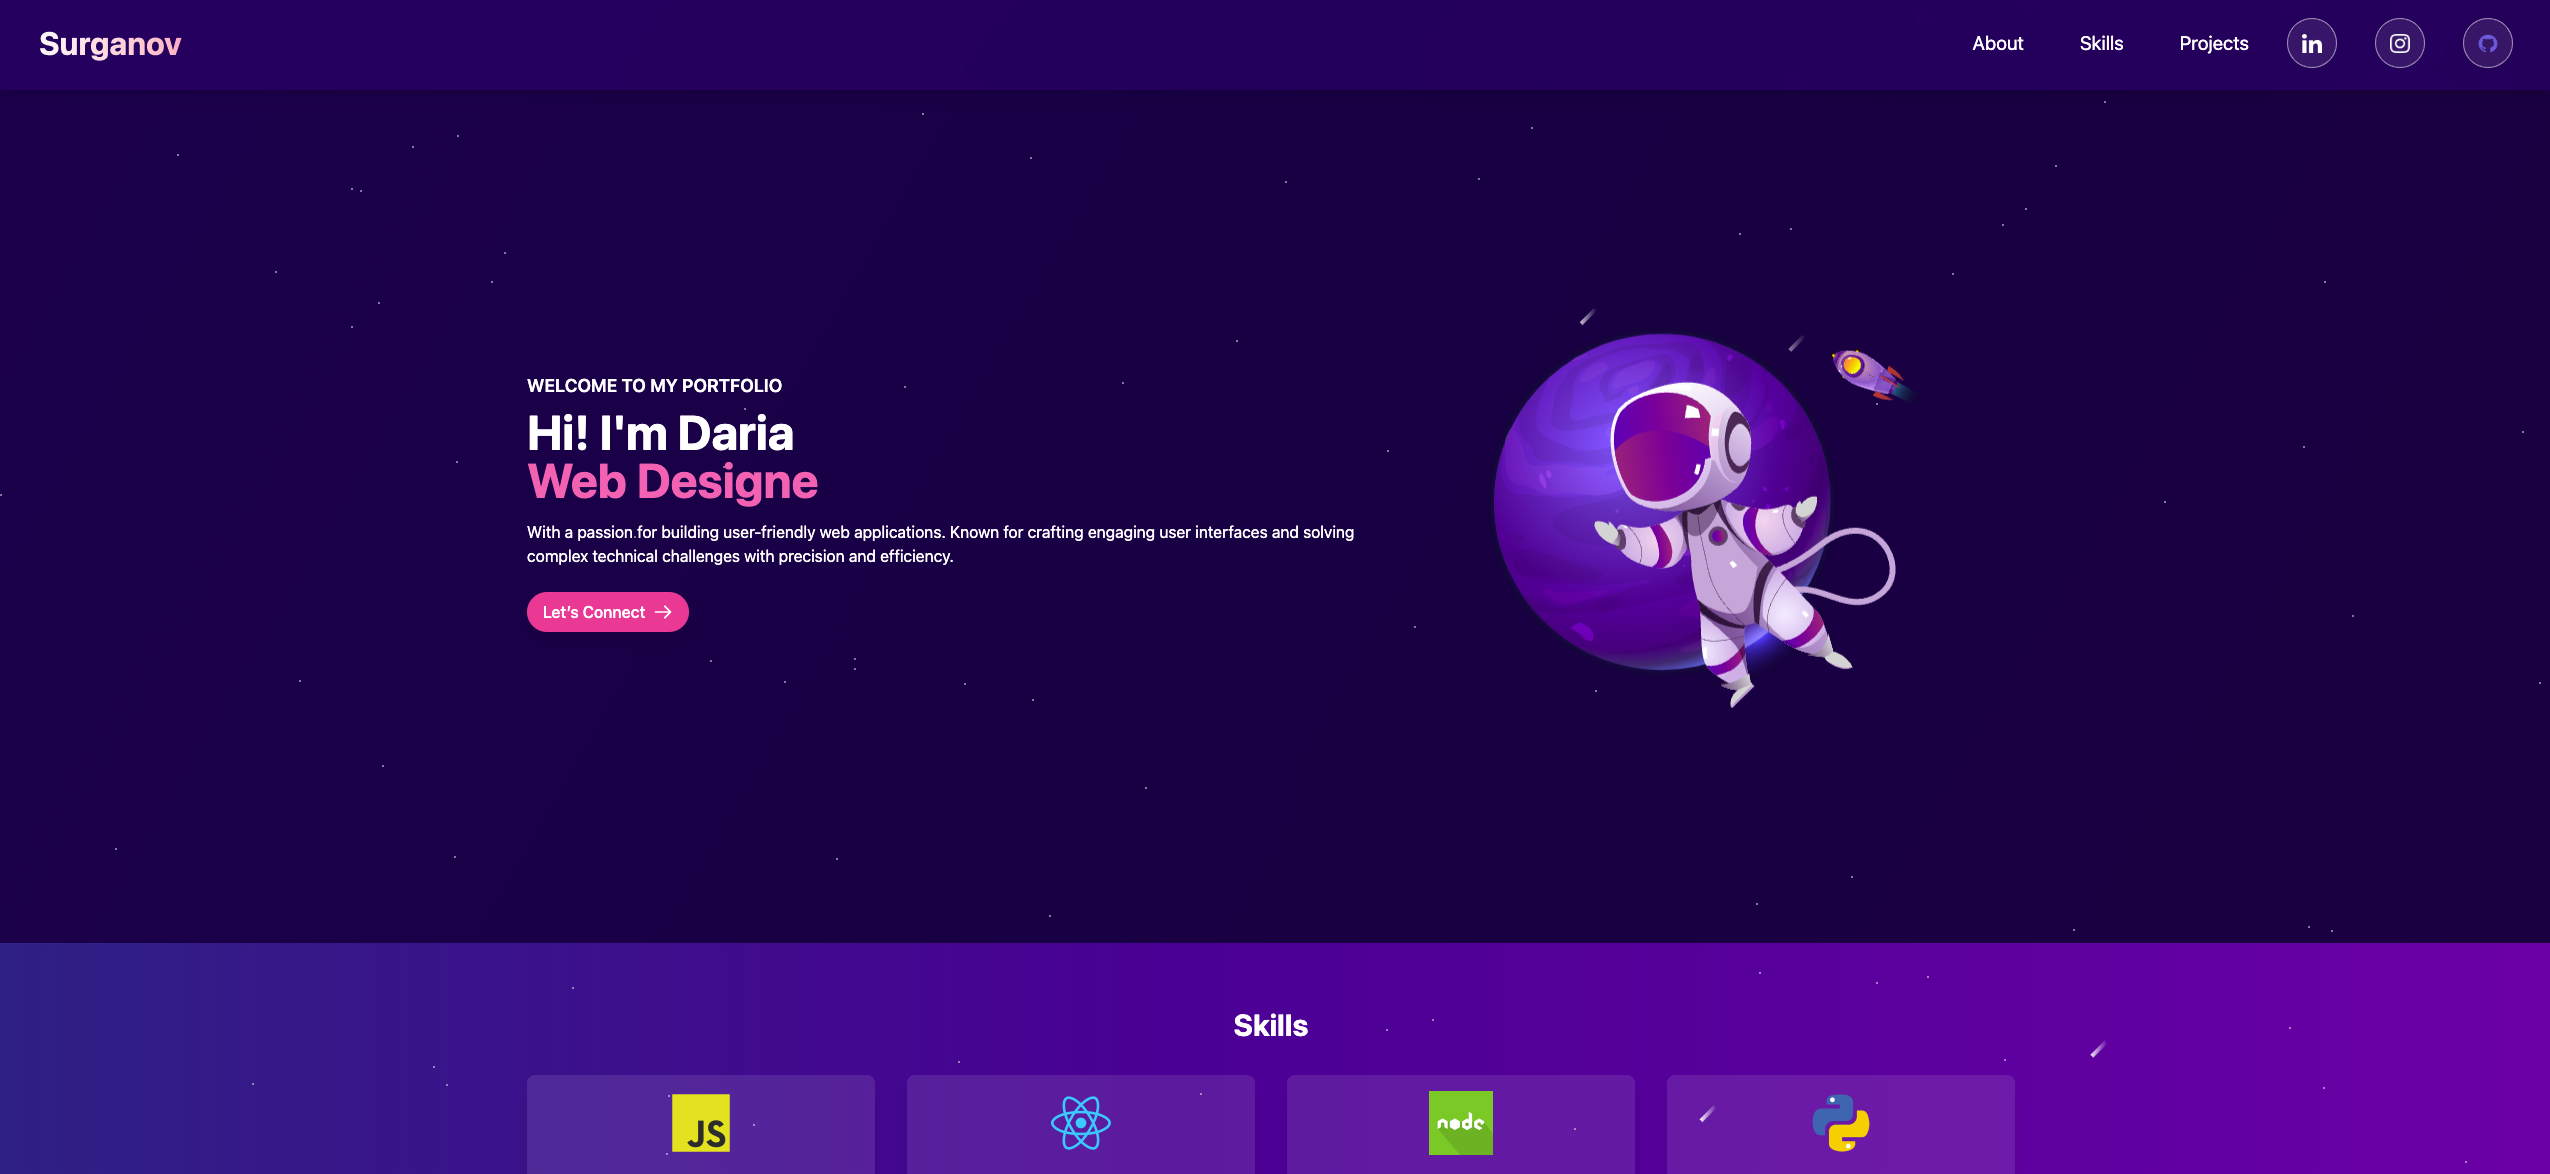 Surganov
About
Skills
Projects
in
WELCOME TO MY PORTFOLIO
Hi! I'm Daria
Web Designe
With a passion for building user-friendly web applications. Known for crafting engaging user interfaces and solving
complex technical challenges with precision and efficiency.
Let's Connect
Skills
JS
node